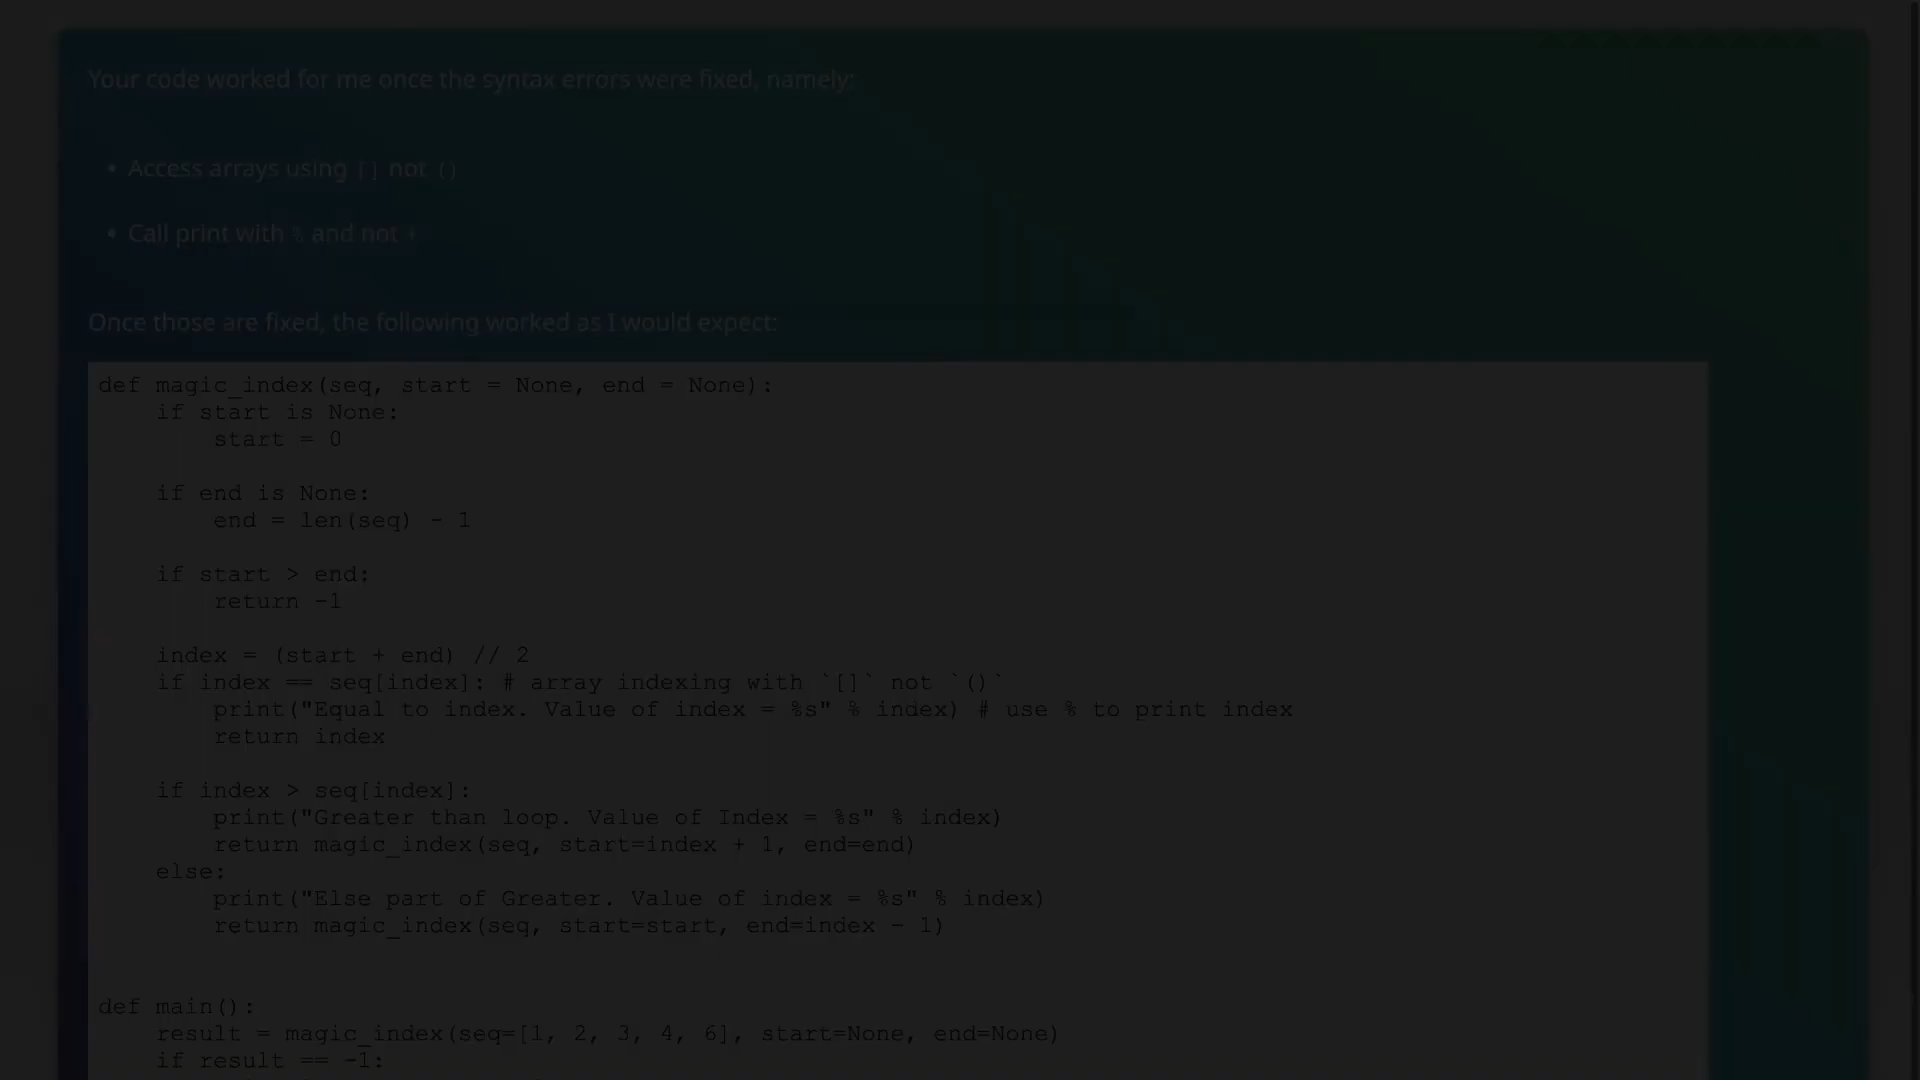 Your code worked for me once the syntax errors were fixed, namely:
• Access arrays using [] not ()
• Call print with % and not +
Once those are fixed, the following worked as I would expect:
def magic_index(seq, start = None, end = None):
    if start is None:
        start = 0

    if end is None:
        end = len(seq) - 1

    if start > end:
        return -1

    index = (start + end) // 2
    if index == seq[index]: # array indexing with `[]` not `()`
        print("Equal to index. Value of index = %s" % index) # use % to print index
        return index

    if index > seq[index]:
        print("Greater than loop. Value of Index = %s" % index)
        return magic_index(seq, start=index + 1, end=end)
    else:
        print("Else part of Greater. Value of index = %s" % index)
        return magic_index(seq, start=start, end=index - 1)


def main():
    result = magic_index(seq=[1, 2, 3, 4, 6], start=None, end=None)
    if result == -1: